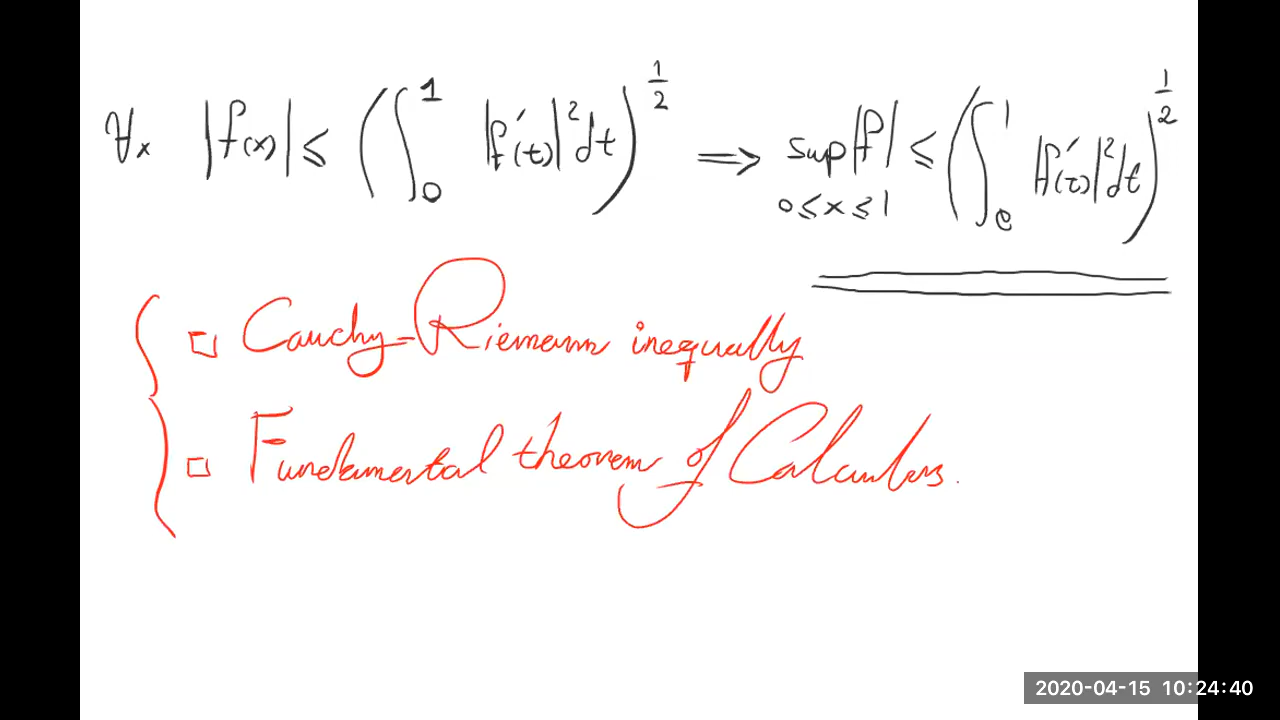 ∀x |f(x)| ≤ (∫₀¹ |f′(t)|² dt)^½ ⟹ sup|f| ≤ (∫₀¹ |f′(t)|² dt)^½
0≤x≤1
□ Cauchy-Riemann inequally
□ Fundamental theorem of Calculus.
2020-04-15 10:24:40